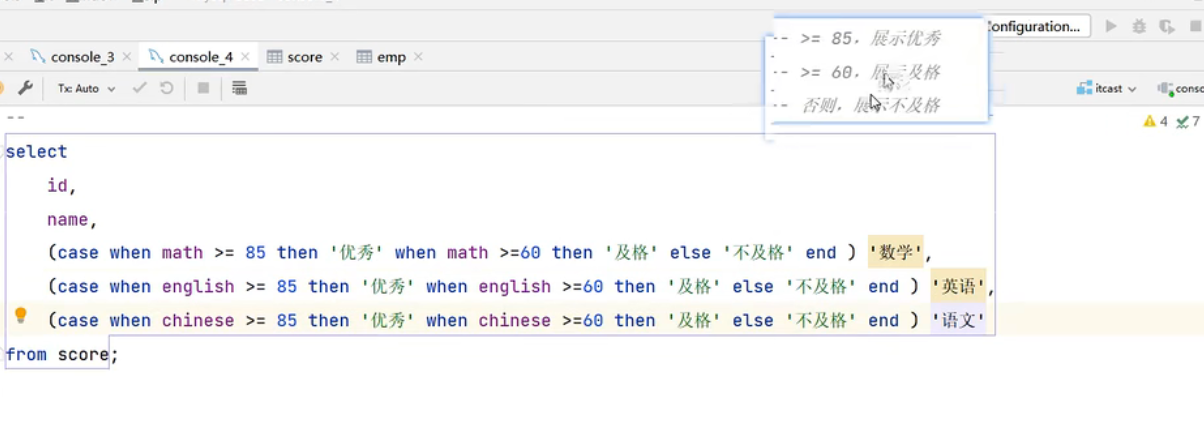 onfiguration...
-- >= 85，展示优秀
-- >= 60，展示及格
-- 否则，展示不及格
console_3
console_4
score
emp
Tx: Auto
itcast
conso
4
7
--
select
id,
name,
(case when math >= 85 then '优秀' when math >=60 then '及格' else '不及格' end ) '数学',
(case when english >= 85 then '优秀' when english >=60 then '及格' else '不及格' end ) '英语',
(case when chinese >= 85 then '优秀' when chinese >=60 then '及格' else '不及格' end ) '语文'
from score;